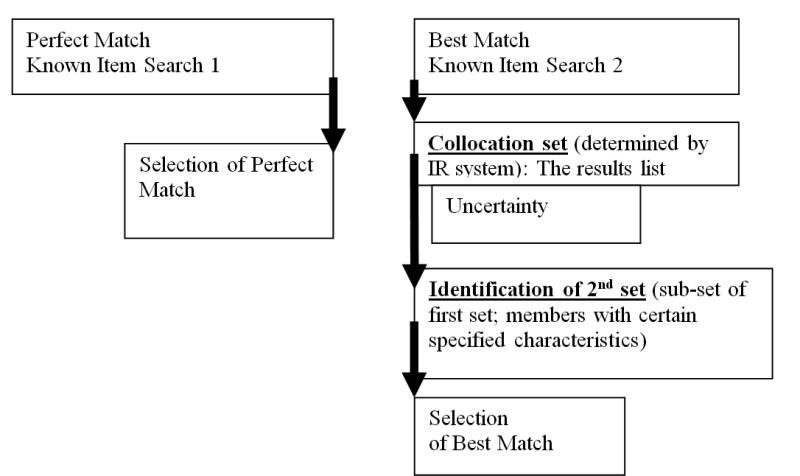 Perfect Match
Known Item Search 1
Selection of Perfect
Match
Best Match
Known Item Search 2
Collocation set (determined by
IR system): The results list
Uncertainty
Identification of 2nd set (sub-set of
first set; members with certain
specified characteristics)
Selection
of Best Match